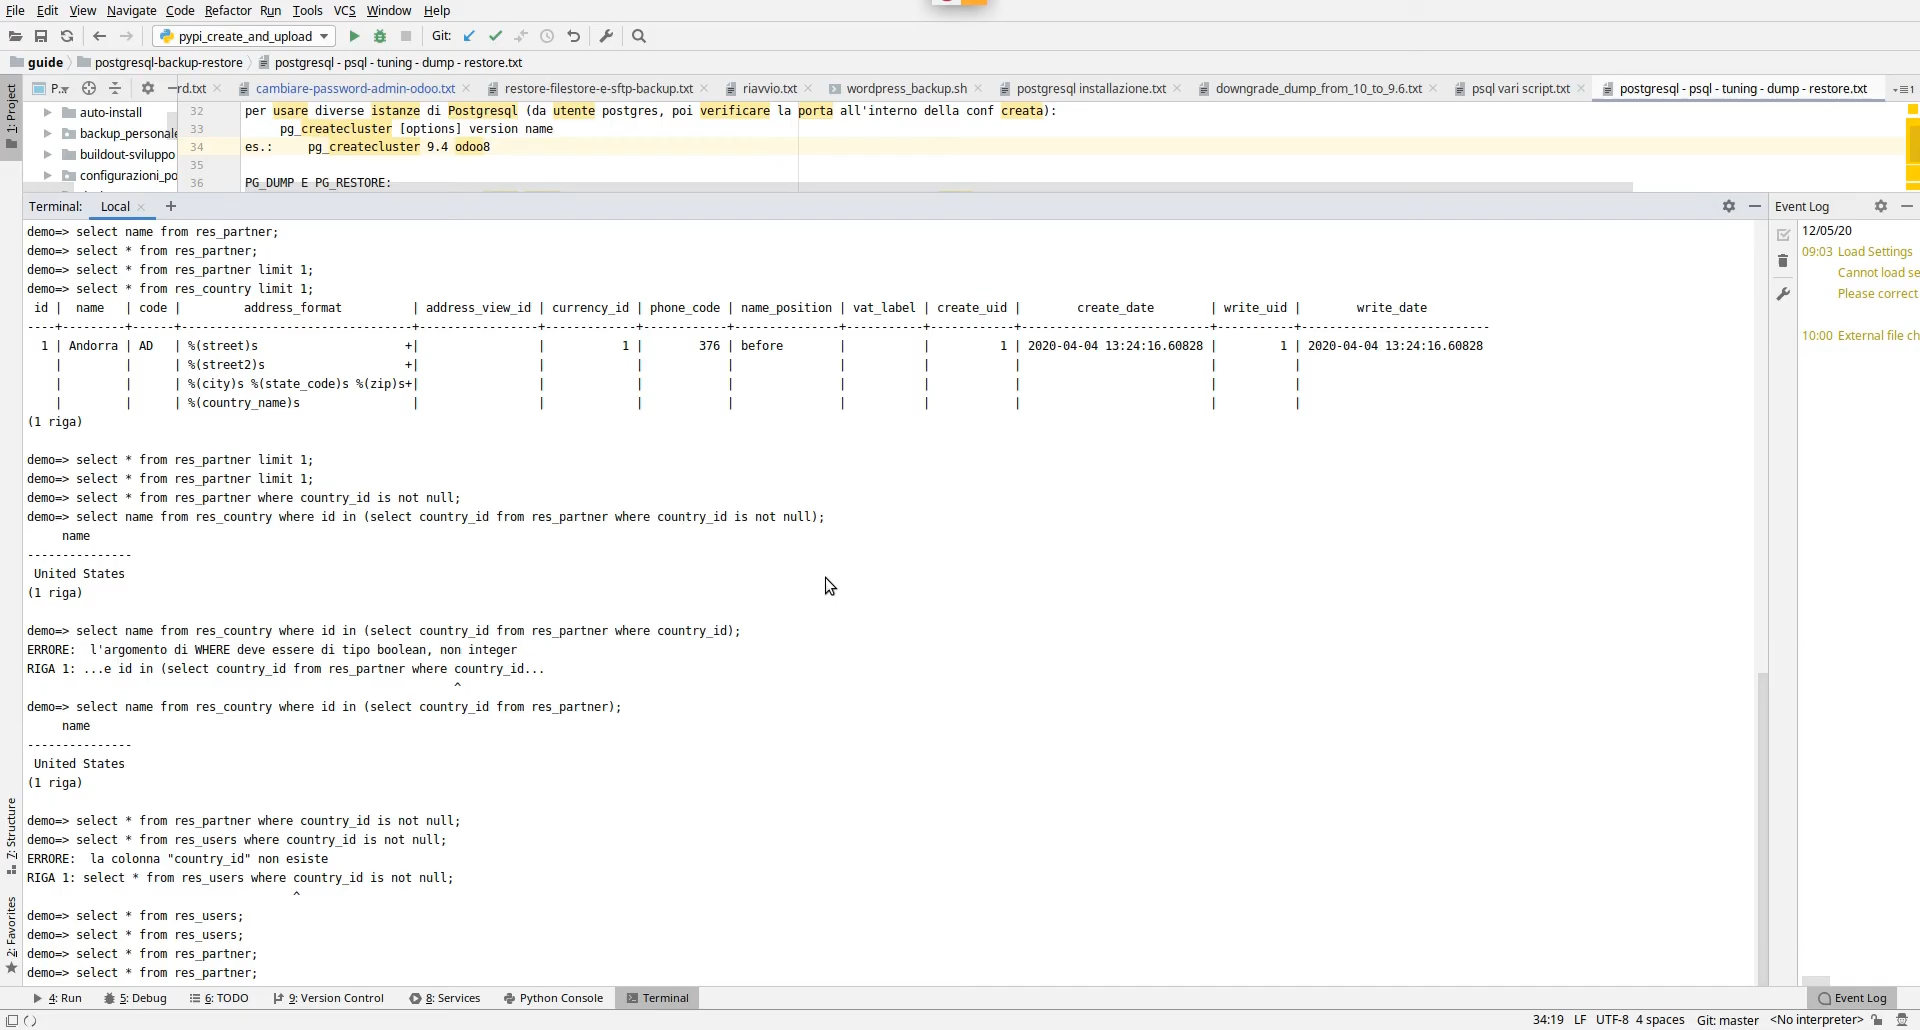 File Edit View Navigate Code Refactor Run Tools VCS Window Help
pypi_create_and_upload Git:
guide postgresql-backup-restore postgresql - psql - tuning - dump - restore.txt
1: Project P.. rd.txt cambiare-password-admin-odoo.txt restore-filestore-e-sftp-backup.txt riavvio.txt wordpress_backup.sh postgresql installazione.txt downgrade_dump_from_10_to_9.6.txt psql vari script.txt postgresql - psql - tuning - dump - restore.txt
auto-install
backup_personale
buildout-sviluppo
configurazioni_po
32 per usare diverse istanze di Postgresql (da utente postgres, poi verificare la porta all'interno della conf creata):
33 pg_createcluster [options] version name
34 es.: pg_createcluster 9.4 odoo8
35
36 PG_DUMP E PG_RESTORE:
Terminal: Local +
demo=> select name from res_partner;
demo=> select * from res_partner;
demo=> select * from res_partner limit 1;
demo=> select * from res_country limit 1;
 id |  name   | code |         address_format          | address_view_id | currency_id | phone_code | name_position | vat_label | create_uid |        create_date        | write_uid |        write_date
----+---------+------+---------------------------------+-----------------+-------------+------------+---------------+-----------+------------+---------------------------+-----------+---------------------------
  1 | Andorra | AD   | %(street)s                     +|                 |           1 |        376 | before        |           |          1 | 2020-04-04 13:24:16.60828 |         1 | 2020-04-04 13:24:16.60828
    |         |      | %(street2)s                    +|                 |             |            |               |           |            |                           |           |
    |         |      | %(city)s %(state_code)s %(zip)s+|                 |             |            |               |           |            |                           |           |
    |         |      | %(country_name)s                |                 |             |            |               |           |            |                           |           |
(1 riga)
demo=> select * from res_partner limit 1;
demo=> select * from res_partner limit 1;
demo=> select * from res_partner where country_id is not null;
demo=> select name from res_country where id in (select country_id from res_partner where country_id is not null);
name
---------------
United States
(1 riga)
demo=> select name from res_country where id in (select country_id from res_partner where country_id);
ERRORE:  l'argomento di WHERE deve essere di tipo boolean, non integer
RIGA 1: ...e id in (select country_id from res_partner where country_id...
^
demo=> select name from res_country where id in (select country_id from res_partner);
name
---------------
United States
(1 riga)
demo=> select * from res_partner where country_id is not null;
demo=> select * from res_users where country_id is not null;
ERRORE:  la colonna "country_id" non esiste
RIGA 1: select * from res_users where country_id is not null;
^
demo=> select * from res_users;
demo=> select * from res_users;
demo=> select * from res_partner;
demo=> select * from res_partner;
Event Log
12/05/20
09:03 Load Settings
Cannot load se
Please correct
10:00 External file ch
Z: Structure
2: Favorites
4: Run 5: Debug 6: TODO 9: Version Control 8: Services Python Console Terminal Event Log
34:19 LF UTF-8 4 spaces Git: master <No interpreter>